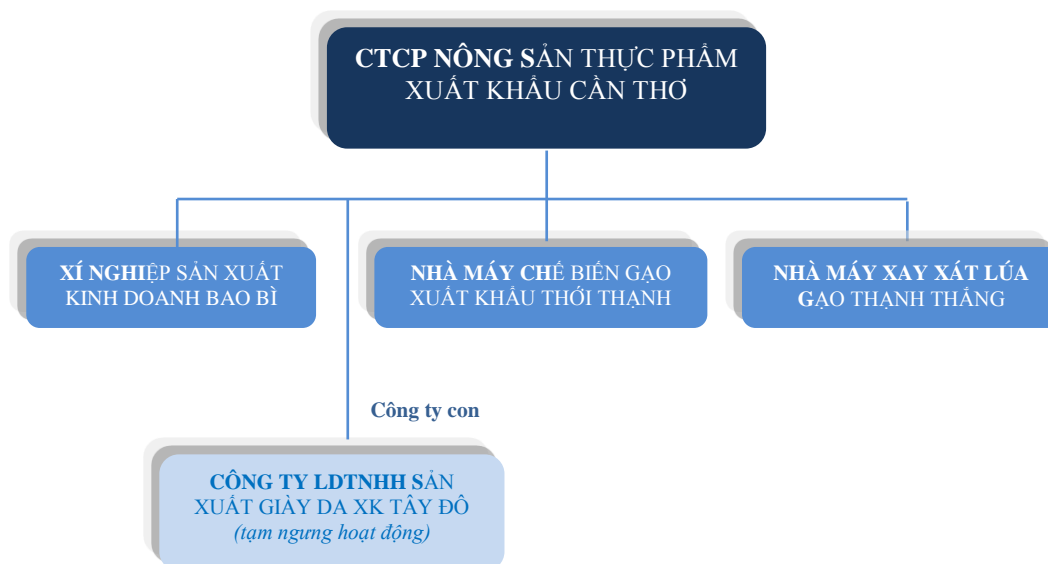 CTCP NÔNG SẢN THỰC PHẨM
XUẤT KHẨU CẦN THƠ
XÍ NGHIỆP SẢN XUẤT
KINH DOANH BAO BÌ
NHÀ MÁY CHẾ BIẾN GẠO
XUẤT KHẨU THỚI THẠNH
NHÀ MÁY XAY XÁT LÚA
GẠO THẠNH THẮNG
Công ty con
CÔNG TY LDTNHH SẢN
XUẤT GIÀY DA XK TÂY ĐÔ
(tạm ngưng hoạt động)